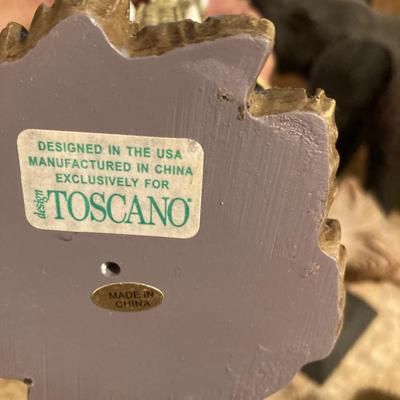 DESIGNED IN THE USA
MANUFACTURED IN CHINA
EXCLUSIVELY FOR
design TOSCANO®
MADE IN
CHINA